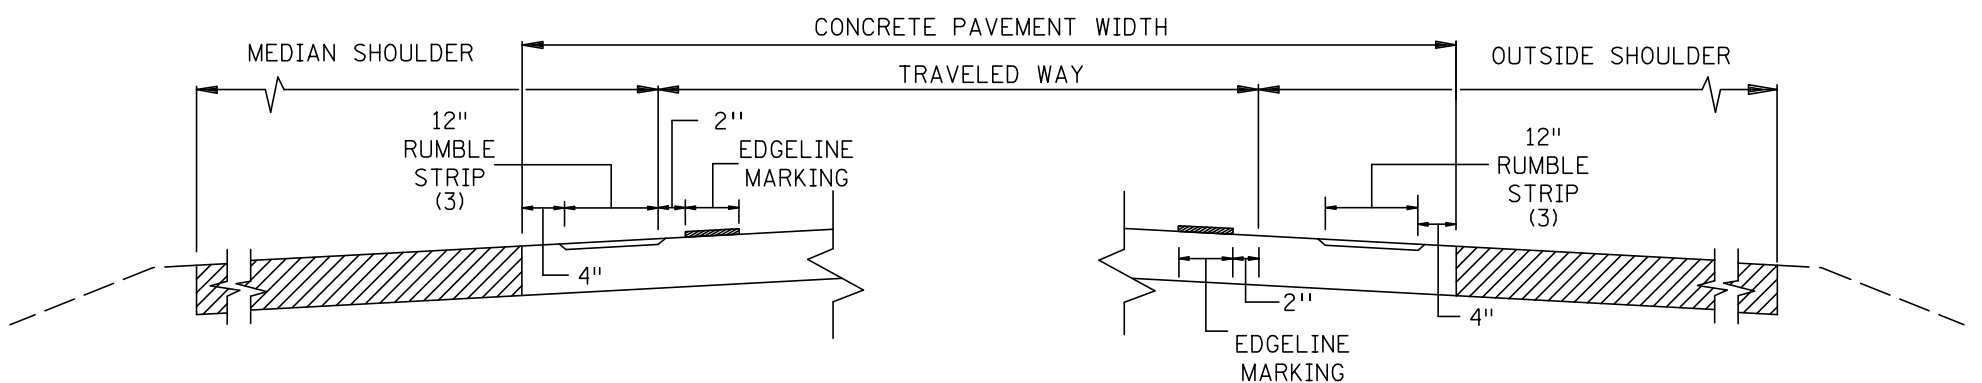 CONCRETE PAVEMENT WIDTH
MEDIAN SHOULDER
OUTSIDE SHOULDER
TRAVELED WAY
12"
RUMBLE
STRIP
(3)
2"
EDGELINE
MARKING
12"
RUMBLE
STRIP
(3)
4"
2"
4"
EDGELINE
MARKING